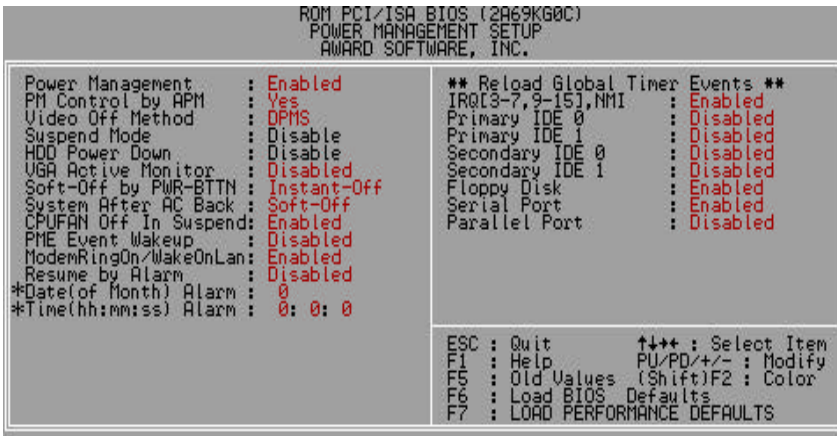 ROM PCI/ISA BIOS (2A69KG0C)
POWER MANAGEMENT SETUP
AWARD SOFTWARE, INC.
Power Management : Enabled
PM Control by APM : Yes
Video Off Method : DPMS
Suspend Mode : Disable
HDD Power Down : Disable
VGA Active Monitor : Disabled
Soft-Off by PWR-BTTN : Instant-Off
System After AC Back : Soft-Off
CPUFAN Off In Suspend: Enabled
PME Event Wakeup : Disabled
ModemRingOn/WakeOnLan: Enabled
Resume by Alarm : Disabled
*Date(of Month) Alarm : 0
*Time(hh:mm:ss) Alarm : 0: 0: 0
** Reload Global Timer Events **
IRQ[3-7,9-15],NMI : Enabled
Primary IDE 0 : Disabled
Primary IDE 1 : Disabled
Secondary IDE 0 : Disabled
Secondary IDE 1 : Disabled
Floppy Disk : Enabled
Serial Port : Enabled
Parallel Port : Disabled
ESC : Quit ↑↓→← : Select Item
F1 : Help PU/PD/+/- : Modify
F5 : Old Values (Shift)F2 : Color
F6 : Load BIOS Defaults
F7 : LOAD PERFORMANCE DEFAULTS